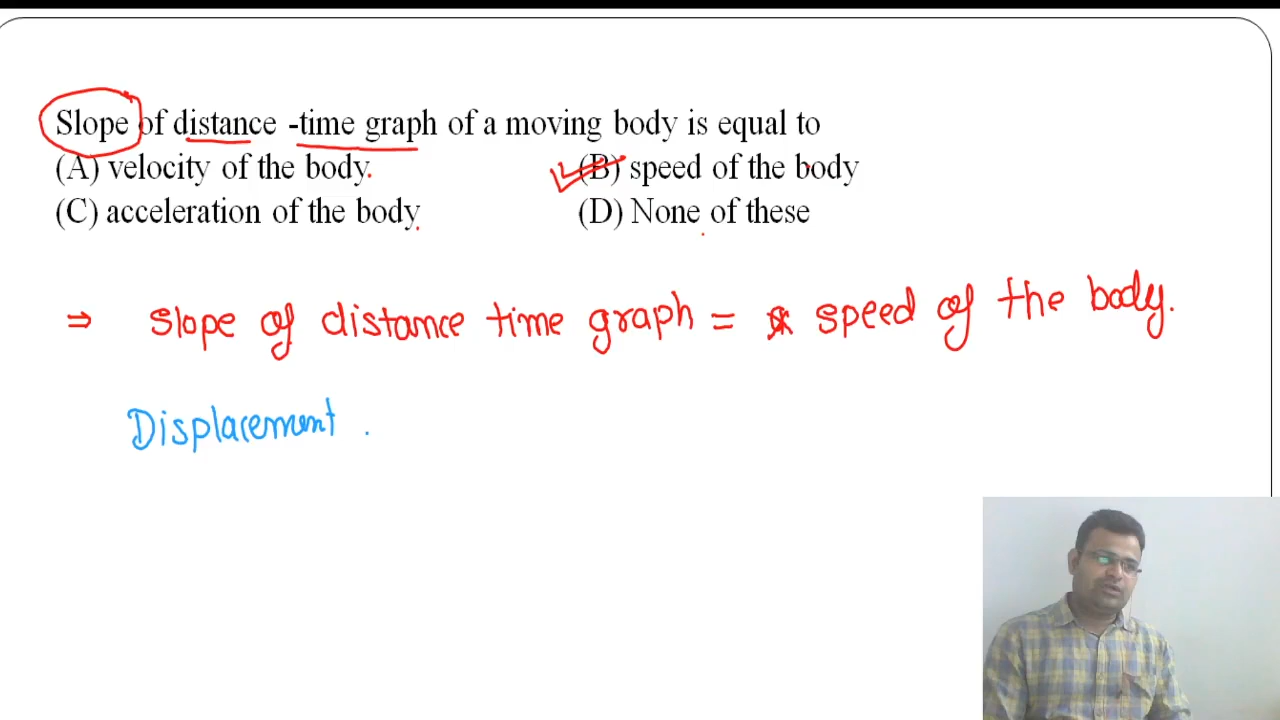 Slope of distance -time graph of a moving body is equal to
(A) velocity of the body. (B) speed of the body
(C) acceleration of the body (D) None of these
⇒ Slope of distance time graph = speed of the body.
Displacement